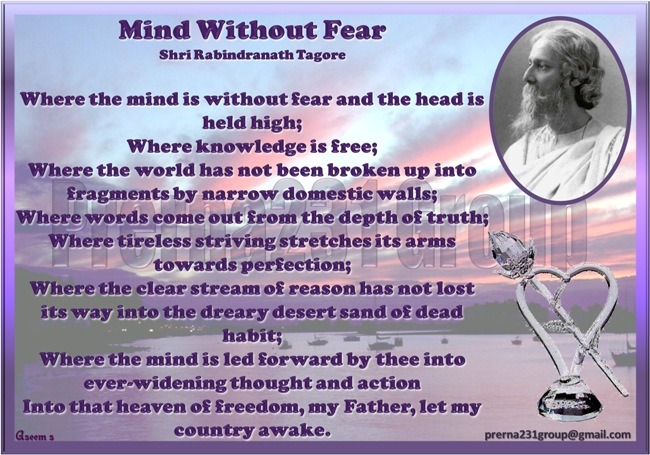 Mind Without Fear
Shri Rabindranath Tagore
Where the mind is without fear and the head is
held high;
Where knowledge is free;
Where the world has not been broken up into
fragments by narrow domestic walls;
Where words come out from the depth of truth;
Where tireless striving stretches its arms
towards perfection;
Where the clear stream of reason has not lost
its way into the dreary desert sand of dead
habit;
Where the mind is led forward by thee into
ever-widening thought and action
Into that heaven of freedom, my Father, let my
country awake.
Prerna231Group
Aseem s
prerna231group@gmail.com